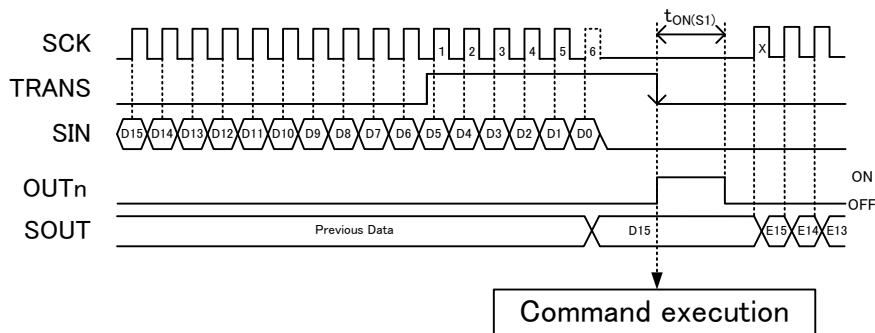 tON(S1)
SCK
1 2 3 4 5 6 X
TRANS
SIN
D15 D14 D13 D12 D11 D10 D9 D8 D7 D6 D5 D4 D3 D2 D1 D0
OUTn
ON
OFF
SOUT
Previous Data D15 E15 E14 E13
Command execution